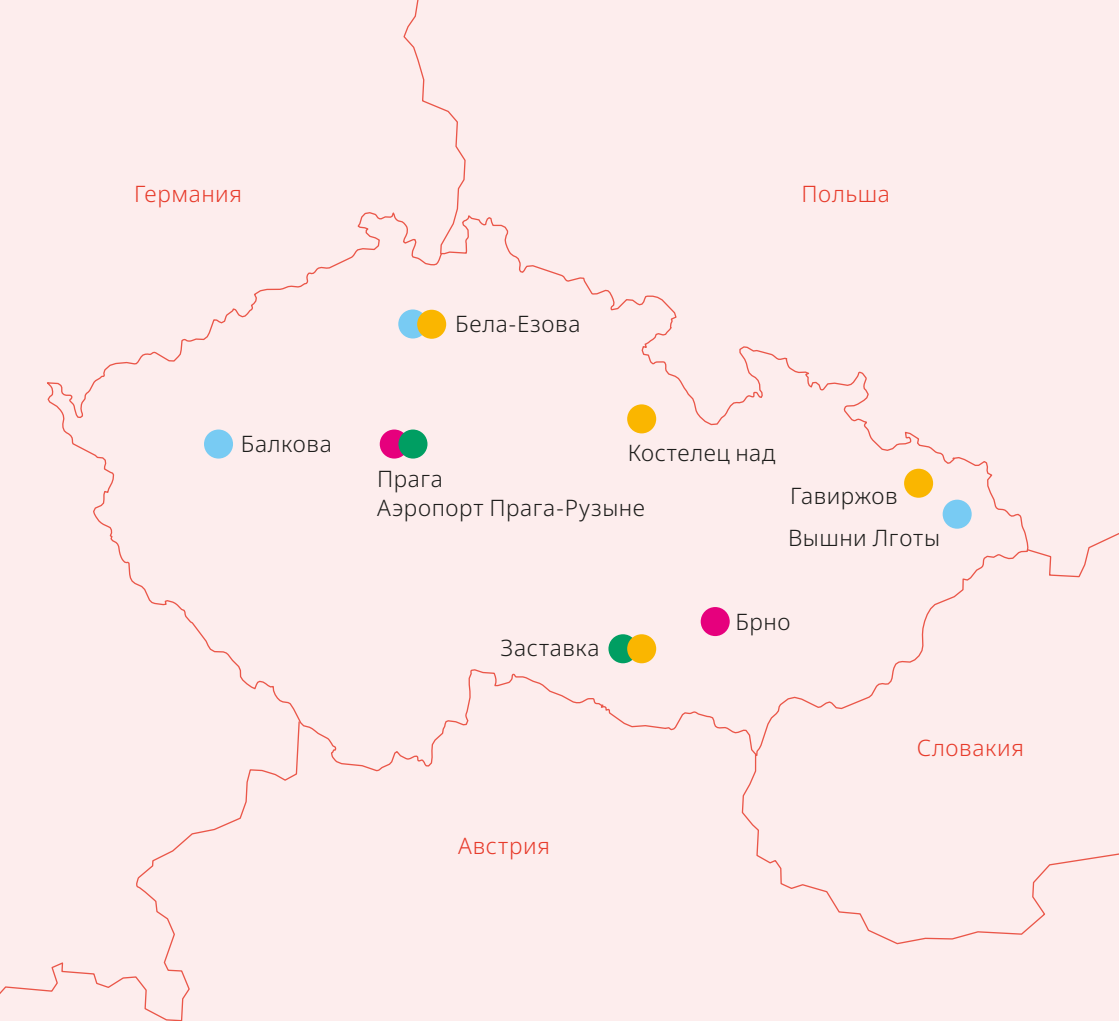 Германия
Польша
Бела-Езова
Балкова
Костелец над
Прага
Аэропорт Прага-Рузыне
Гавиржов
Вышни Лготы
Брно
Заставка
Словакия
Австрия